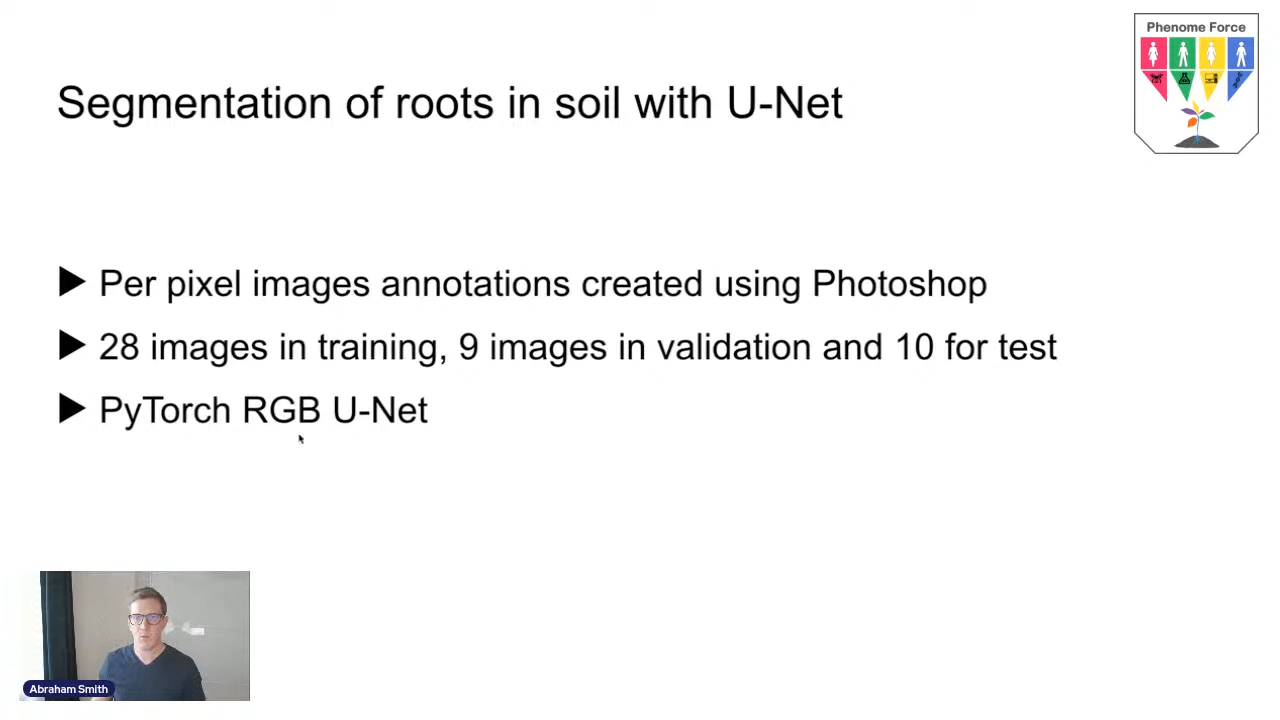 Phenome Force
Segmentation of roots in soil with U-Net
Per pixel images annotations created using Photoshop
28 images in training, 9 images in validation and 10 for test
PyTorch RGB U-Net
Abraham Smith